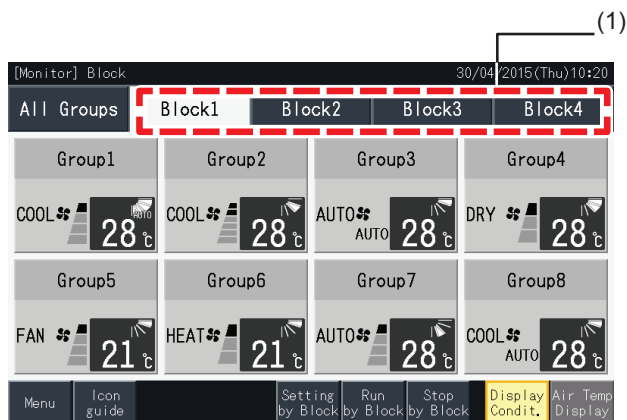 (1)
[Monitor] Block 30/04/2015(Thu)10:20
All Groups Block1 Block2 Block3 Block4
Group1 Group2 Group3 Group4
COOL AUTO 28℃ COOL 28℃ AUTO AUTO 28℃ DRY 28℃
Group5 Group6 Group7 Group8
FAN 21℃ HEAT 21℃ AUTO 28℃ COOL AUTO 28℃
Menu Icon guide Setting by Block Run by Block Stop by Block Display Condit. Air Temp Display